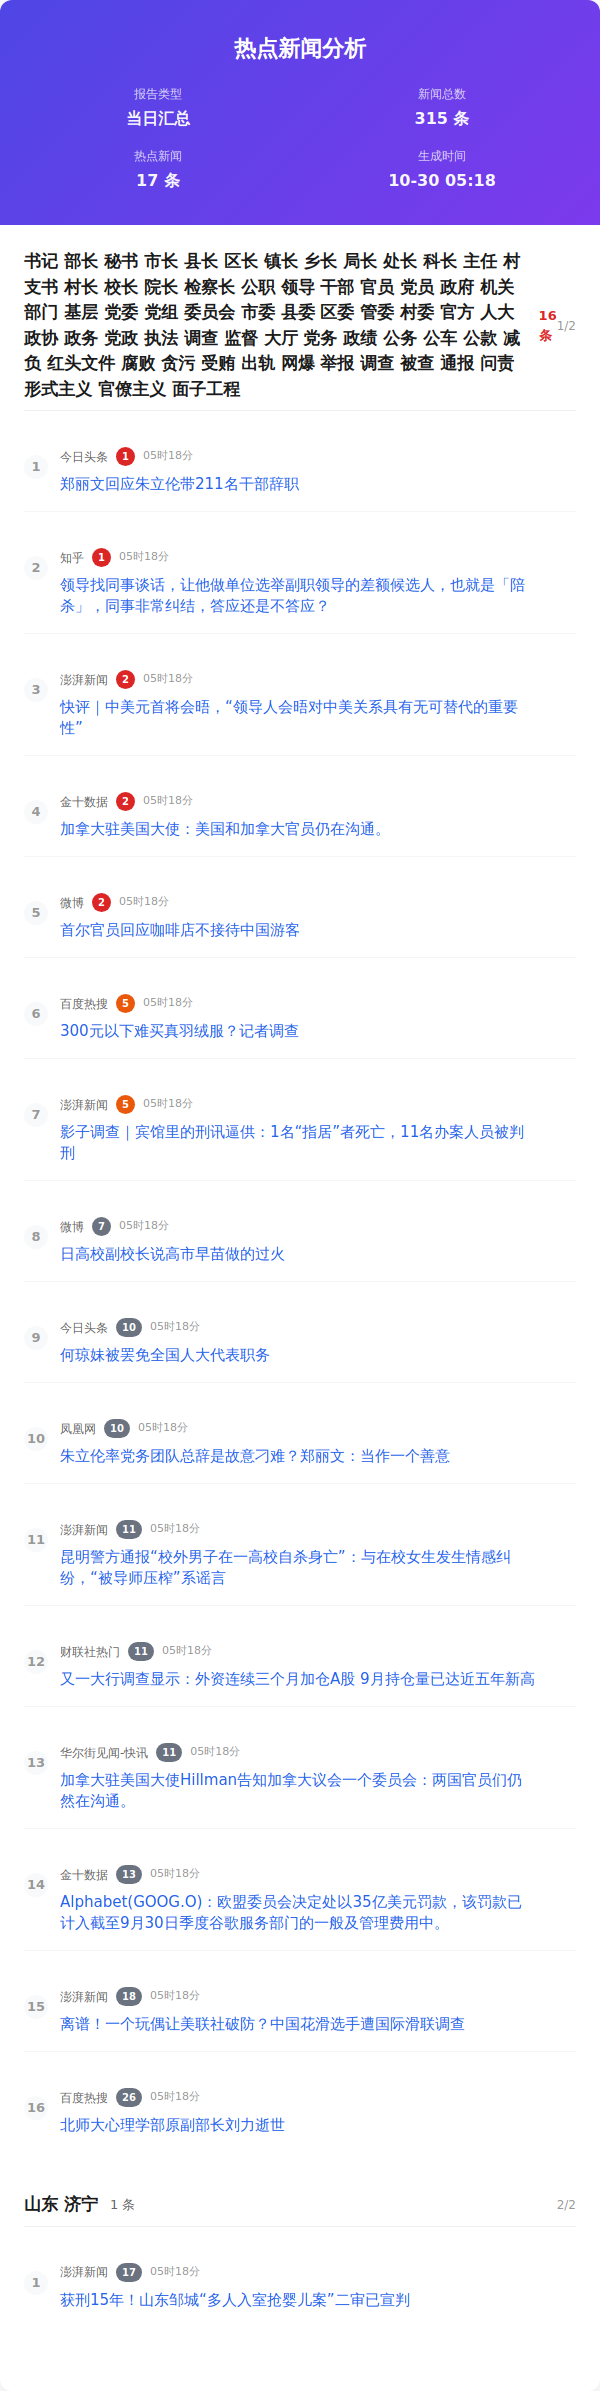 热点新闻分析
报告类型
当日汇总
新闻总数
315 条
热点新闻
17 条
生成时间
10-30 05:18
书记 部长 秘书 市长 县长 区长 镇长 乡长 局长 处长 科长 主任 村
支书 村长 校长 院长 检察长 公职 领导 干部 官员 党员 政府 机关
部门 基层 党委 党组 委员会 市委 县委 区委 管委 村委 官方 人大
政协 政务 党政 执法 调查 监督 大厅 党务 政绩 公务 公车 公款 减
负 红头文件 腐败 贪污 受贿 出轨 网爆 举报 调查 被查 通报 问责
形式主义 官僚主义 面子工程
16
条
1/2
1
今日头条 1 05时18分
郑丽文回应朱立伦带211名干部辞职
2
知乎 1 05时18分
领导找同事谈话，让他做单位选举副职领导的差额候选人，也就是「陪
杀」，同事非常纠结，答应还是不答应？
3
澎湃新闻 2 05时18分
快评｜中美元首将会晤，“领导人会晤对中美关系具有无可替代的重要
性”
4
金十数据 2 05时18分
加拿大驻美国大使：美国和加拿大官员仍在沟通。
5
微博 2 05时18分
首尔官员回应咖啡店不接待中国游客
6
百度热搜 5 05时18分
300元以下难买真羽绒服？记者调查
7
澎湃新闻 5 05时18分
影子调查｜宾馆里的刑讯逼供：1名“指居”者死亡，11名办案人员被判
刑
8
微博 7 05时18分
日高校副校长说高市早苗做的过火
9
今日头条 10 05时18分
何琼妹被罢免全国人大代表职务
10
凤凰网 10 05时18分
朱立伦率党务团队总辞是故意刁难？郑丽文：当作一个善意
11
澎湃新闻 11 05时18分
昆明警方通报“校外男子在一高校自杀身亡”：与在校女生发生情感纠
纷，“被导师压榨”系谣言
12
财联社热门 11 05时18分
又一大行调查显示：外资连续三个月加仓A股 9月持仓量已达近五年新高
13
华尔街见闻-快讯 11 05时18分
加拿大驻美国大使Hillman告知加拿大议会一个委员会：两国官员们仍
然在沟通。
14
金十数据 13 05时18分
Alphabet(GOOG.O)：欧盟委员会决定处以35亿美元罚款，该罚款已
计入截至9月30日季度谷歌服务部门的一般及管理费用中。
15
澎湃新闻 18 05时18分
离谱！一个玩偶让美联社破防？中国花滑选手遭国际滑联调查
16
百度热搜 26 05时18分
北师大心理学部原副部长刘力逝世
山东 济宁 1 条
2/2
1
澎湃新闻 17 05时18分
获刑15年！山东邹城“多人入室抢婴儿案”二审已宣判